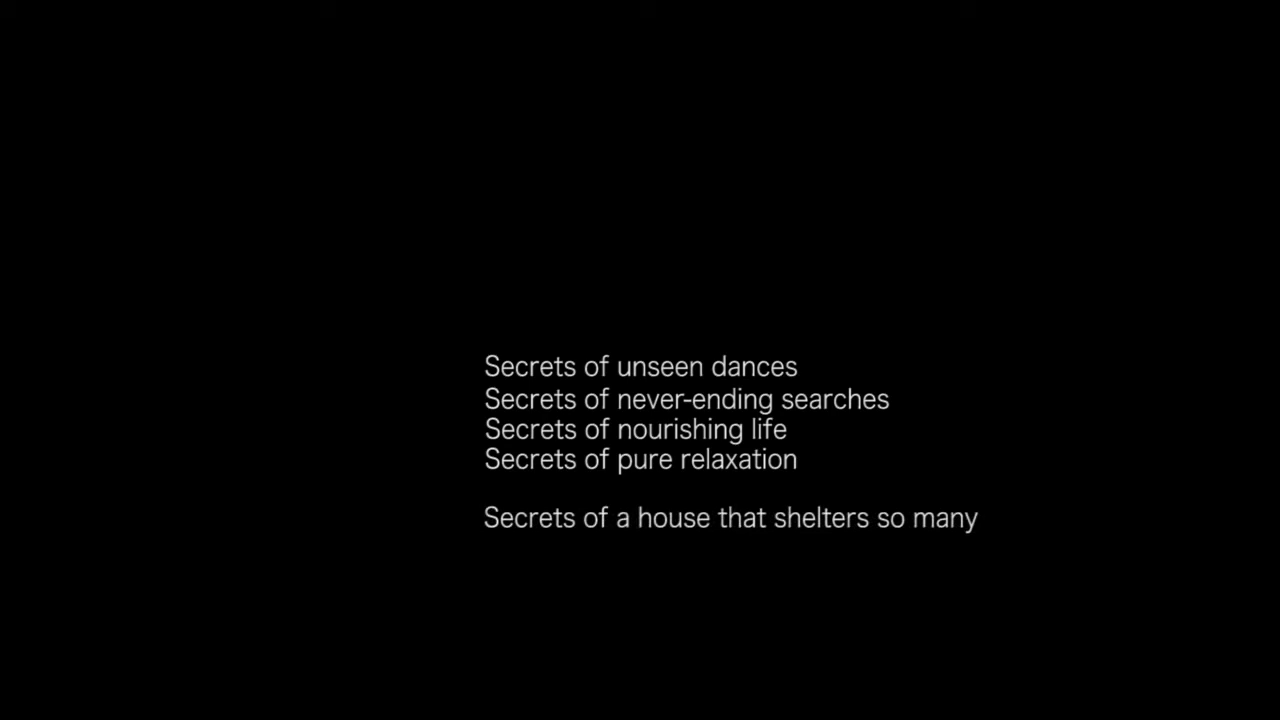 Secrets of unseen dances
Secrets of never-ending searches
Secrets of nourishing life
Secrets of pure relaxation
Secrets of a house that shelters so many